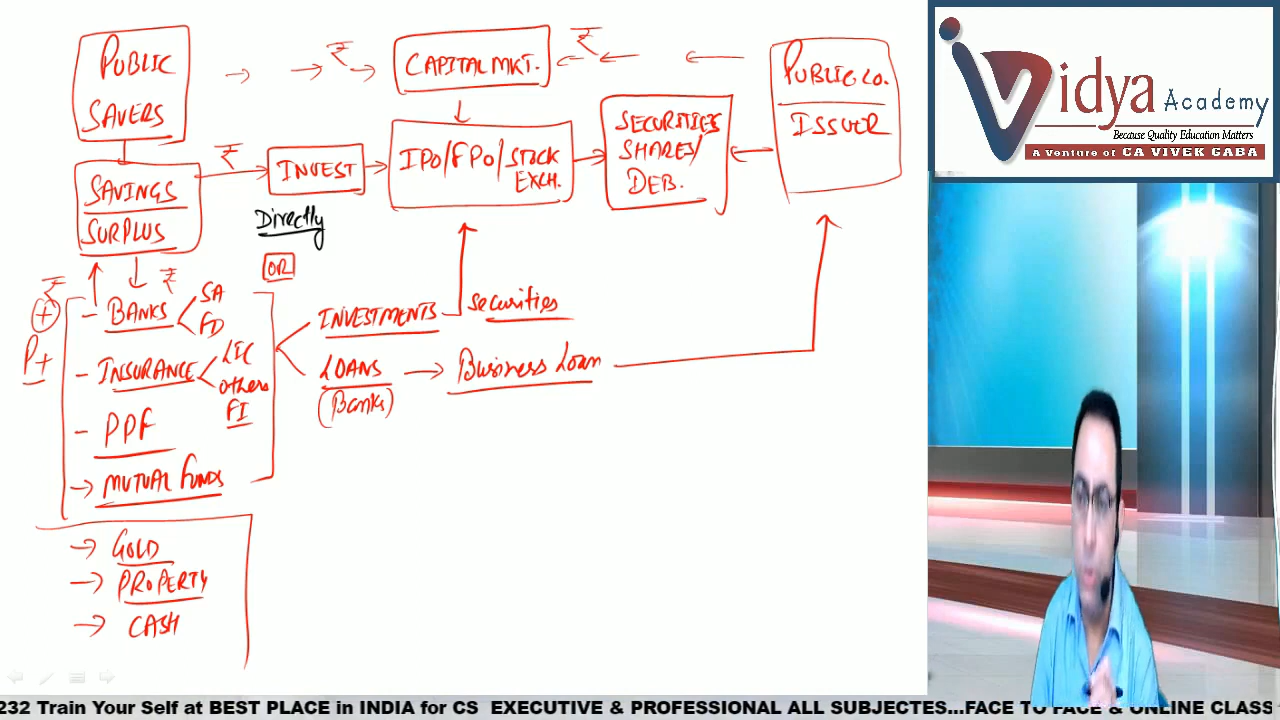 PUBLIC
SAVERS
₹
CAPITAL MKT.
₹
PUBLIC CO.
ISSUER
SAVINGS
SURPLUS
₹
INVEST
Directly
IPO/FPO/STOCK
EXCH.
SECURITIES
SHARES/
DEB.
OR
₹
₹
+
P+
- BANKS
SA
FD
- INSURANCE
LIC
others
FI
- PPF
→ MUTUAL FUNDS
INVESTMENTS
Securities
LOANS → Business Loan
(Banks)
→ GOLD
→ PROPERTY
→ CASH
Vidya Academy
Because Quality Education Matters
A Venture of CA VIVEK GABA
232 Train Your Self at BEST PLACE in INDIA for CS EXECUTIVE & PROFESSIONAL ALL SUBJECTES...FACE TO FACE & ONLINE CLASS